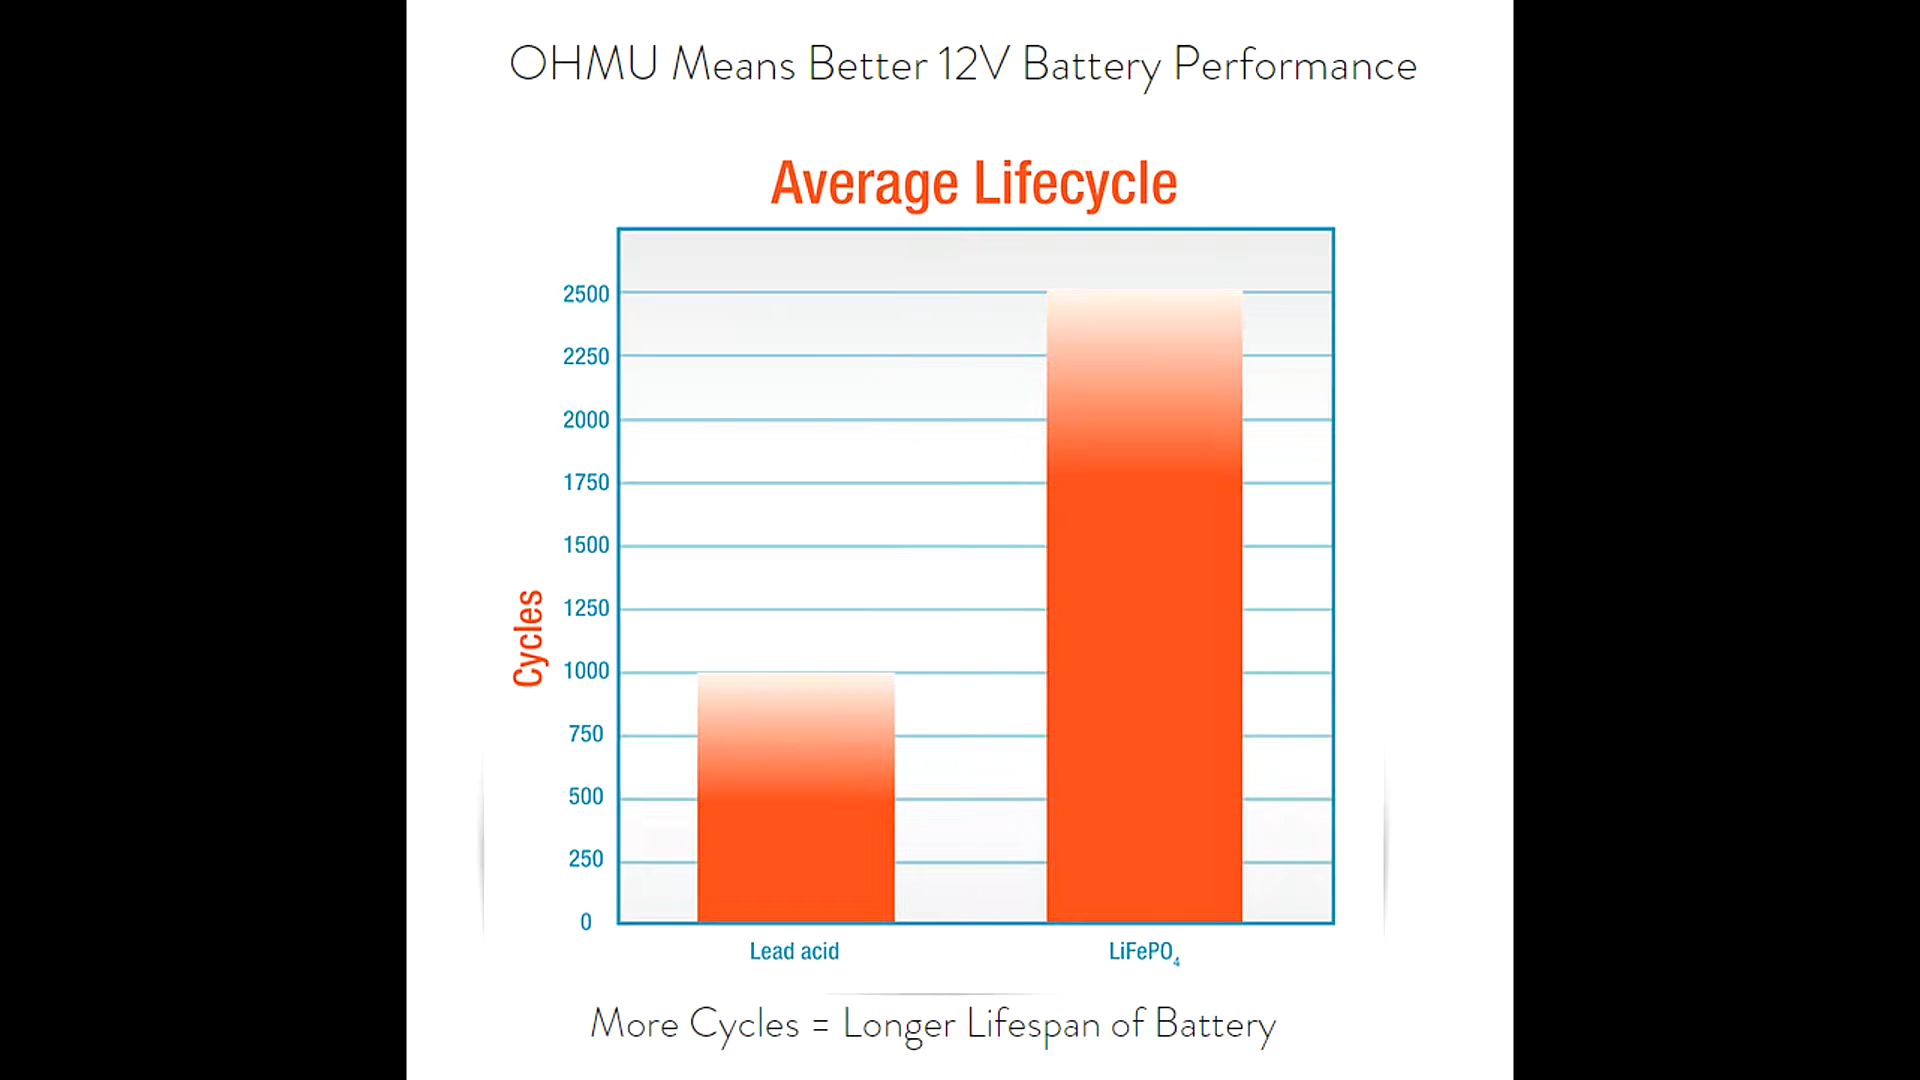 OHMU Means Better 12V Battery Performance
Average Lifecycle
2500
2250
2000
1750
1500
1250
1000
750
500
250
0
Cycles
Lead acid
LiFePO₄
More Cycles = Longer Lifespan of Battery